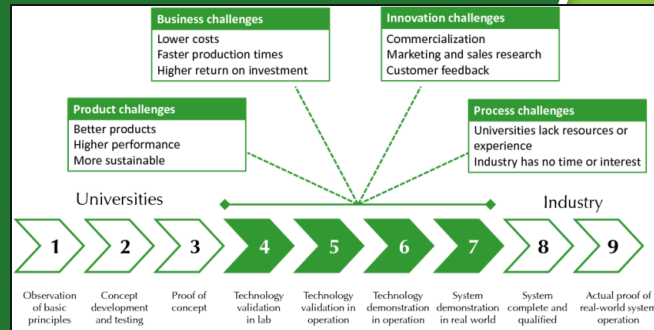 Business challenges
Lower costs
Faster production times
Higher return on investment
Innovation challenges
Commercialization
Marketing and sales research
Customer feedback
Product challenges
Better products
Higher performance
More sustainable
Process challenges
Universities lack resources or
experience
Industry has no time or interest
Universities
Industry
1
2
3
4
5
6
7
8
9
Observation
of basic
principles
Concept
development
and testing
Proof of
concept
Technology
validation
in lab
Technology
validation in
operation
Technology
demonstration
in operation
System
demonstration
in real world
System
complete and
qualified
Actual proof of
real-world system
operation